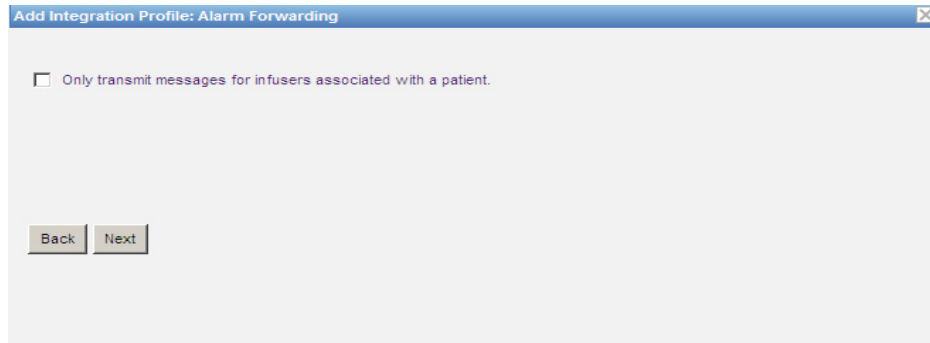 Add Integration Profile: Alarm Forwarding
Only transmit messages for infusers associated with a patient.
Back Next